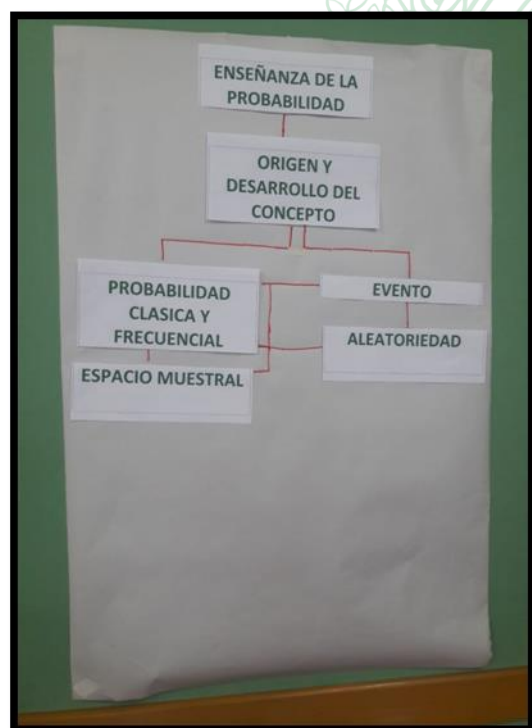 ENSEÑANZA DE LA
PROBABILIDAD
ORIGEN Y
DESARROLLO DEL
CONCEPTO
PROBABILIDAD
CLASICA Y
FRECUENCIAL
EVENTO
ALEATORIEDAD
ESPACIO MUESTRAL